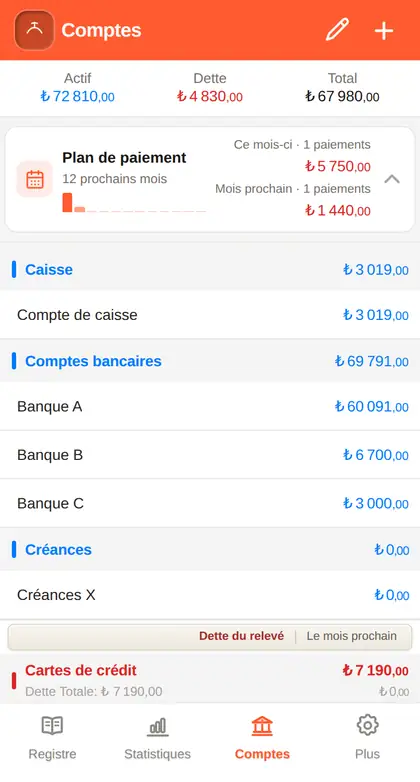 Comptes
Actif Dette Total
₺ 72 810,00 ₺ 4 830,00 ₺ 67 980,00
Plan de paiement
12 prochains mois
Ce mois-ci · 1 paiements
₺ 5 750,00
Mois prochain · 1 paiements
₺ 1 440,00
Caisse ₺ 3 019,00
Compte de caisse ₺ 3 019,00
Comptes bancaires ₺ 69 791,00
Banque A ₺ 60 091,00
Banque B ₺ 6 700,00
Banque C ₺ 3 000,00
Créances ₺ 0,00
Créances X ₺ 0,00
Dette du relevé | Le mois prochain
Cartes de crédit ₺ 7 190,00
Dette Totale: ₺ 7 190,00 ₺ 0,00
Registre Statistiques Comptes Plus